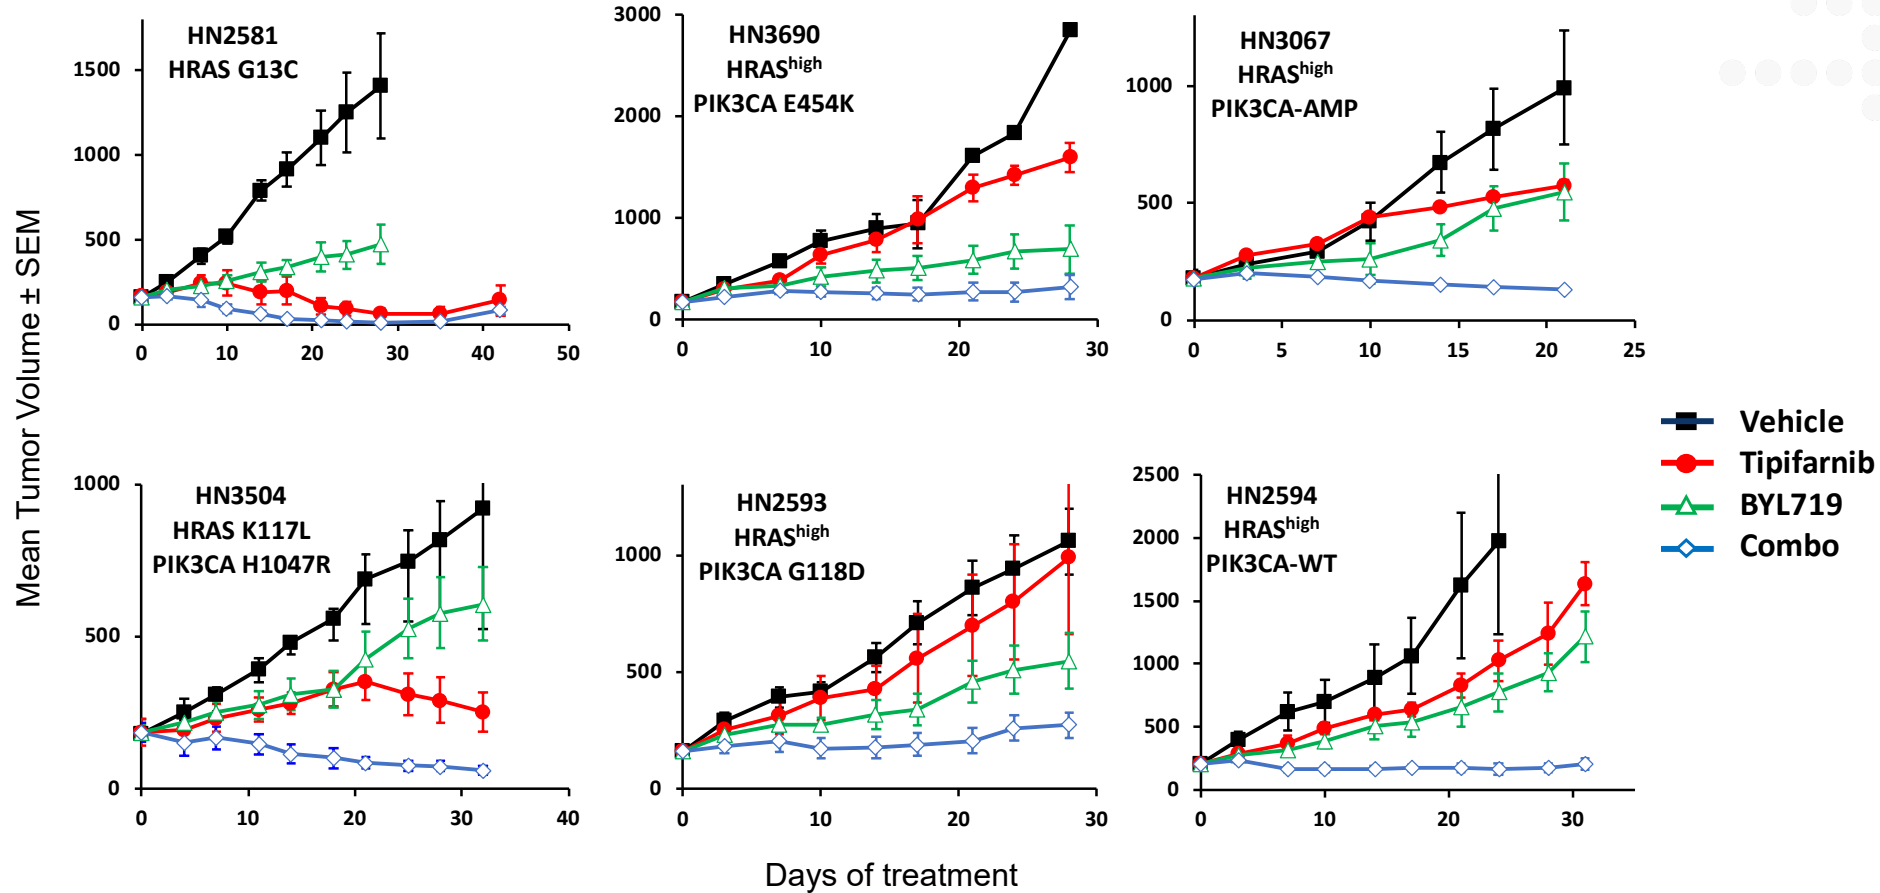 Mean Tumor Volume ± SEM
HN2581
HRAS G13C
1500
1000
500
0
0 10 20 30 40 50
HN3690
HRAS^high
PIK3CA E454K
3000
2000
1000
0
0 10 20 30
HN3067
HRAS^high
PIK3CA-AMP
1000
500
0
0 5 10 15 20 25
HN3504
HRAS K117L
PIK3CA H1047R
1000
500
0
0 10 20 30 40
HN2593
HRAS^high
PIK3CA G118D
1000
500
0
0 10 20 30
HN2594
HRAS^high
PIK3CA-WT
2500
2000
1500
1000
500
0
0 10 20 30
Vehicle
Tipifarnib
BYL719
Combo
Days of treatment